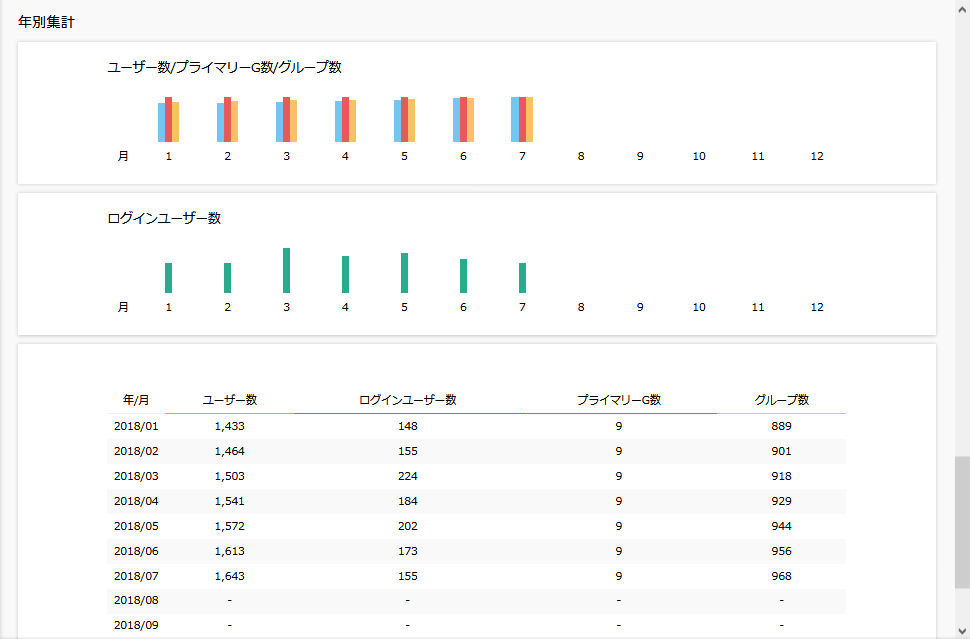 年別集計
ユーザー数/プライマリーG数/グループ数
月 1 2 3 4 5 6 7 8 9 10 11 12
ログインユーザー数
月 1 2 3 4 5 6 7 8 9 10 11 12
年/月 ユーザー数 ログインユーザー数 プライマリーG数 グループ数
2018/01 1,433 148 9 889
2018/02 1,464 155 9 901
2018/03 1,503 224 9 918
2018/04 1,541 184 9 929
2018/05 1,572 202 9 944
2018/06 1,613 173 9 956
2018/07 1,643 155 9 968
2018/08 - - - -
2018/09 - - - -